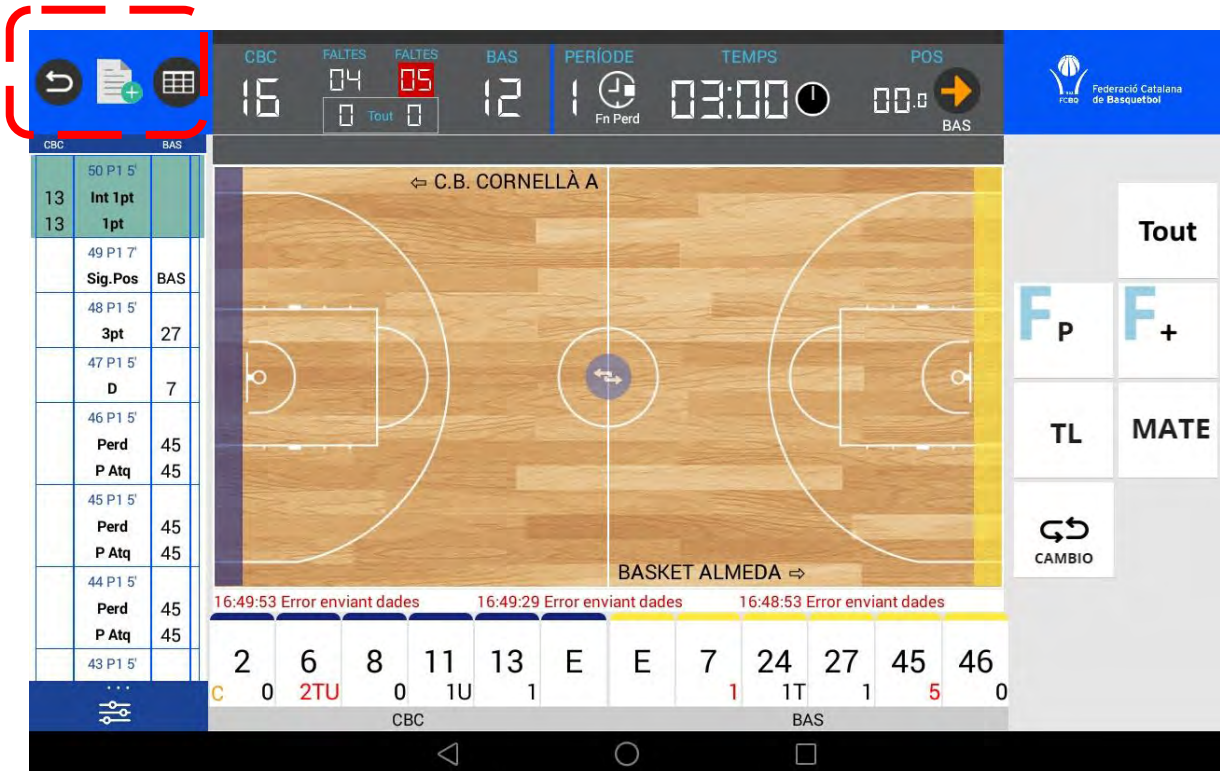 CBC
FALTES FALTES
BAS
PERÍODE
TEMPS
POS
16
04 05
0 Tout 0
12
1
Fn Perd
03:00
00.0
BAS
FCBQ
Federació Catalana
de Basquetbol
CBC BAS
50 P1 5'
13 Int 1pt
13 1pt
49 P1 7'
Sig.Pos BAS
48 P1 5'
3pt 27
47 P1 5'
D 7
46 P1 5'
Perd 45
P Atq 45
45 P1 5'
Perd 45
P Atq 45
44 P1 5'
Perd 45
P Atq 45
43 P1 5'
⇦ C.B. CORNELLÀ A
BASKET ALMEDA ⇨
16:49:53 Error enviant dades 16:49:29 Error enviant dades 16:48:53 Error enviant dades
2 6 8 11 13 E E 7 24 27 45 46
C 0 2TU 0 1U 1 1 1T 1 5 0
CBC BAS
Tout
F P F +
TL MATE
CAMBIO